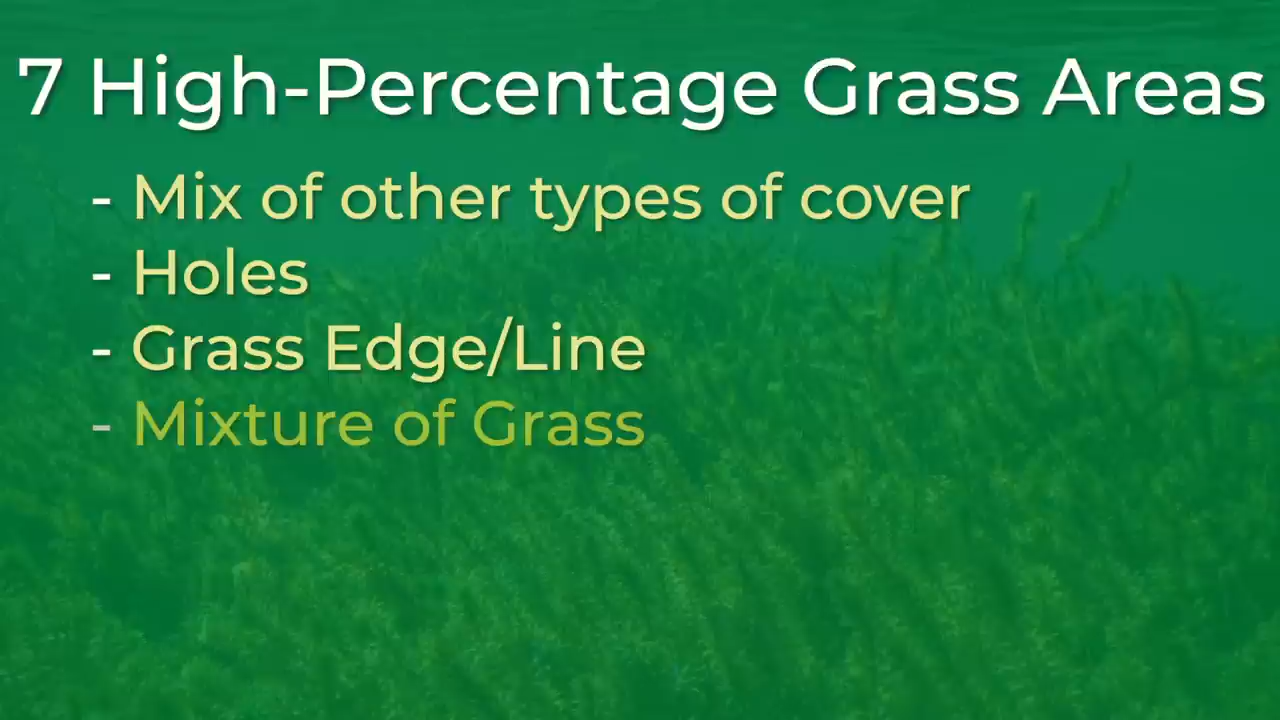 7 High-Percentage Grass Areas
- Mix of other types of cover
- Holes
- Grass Edge/Line
- Mixture of Grass